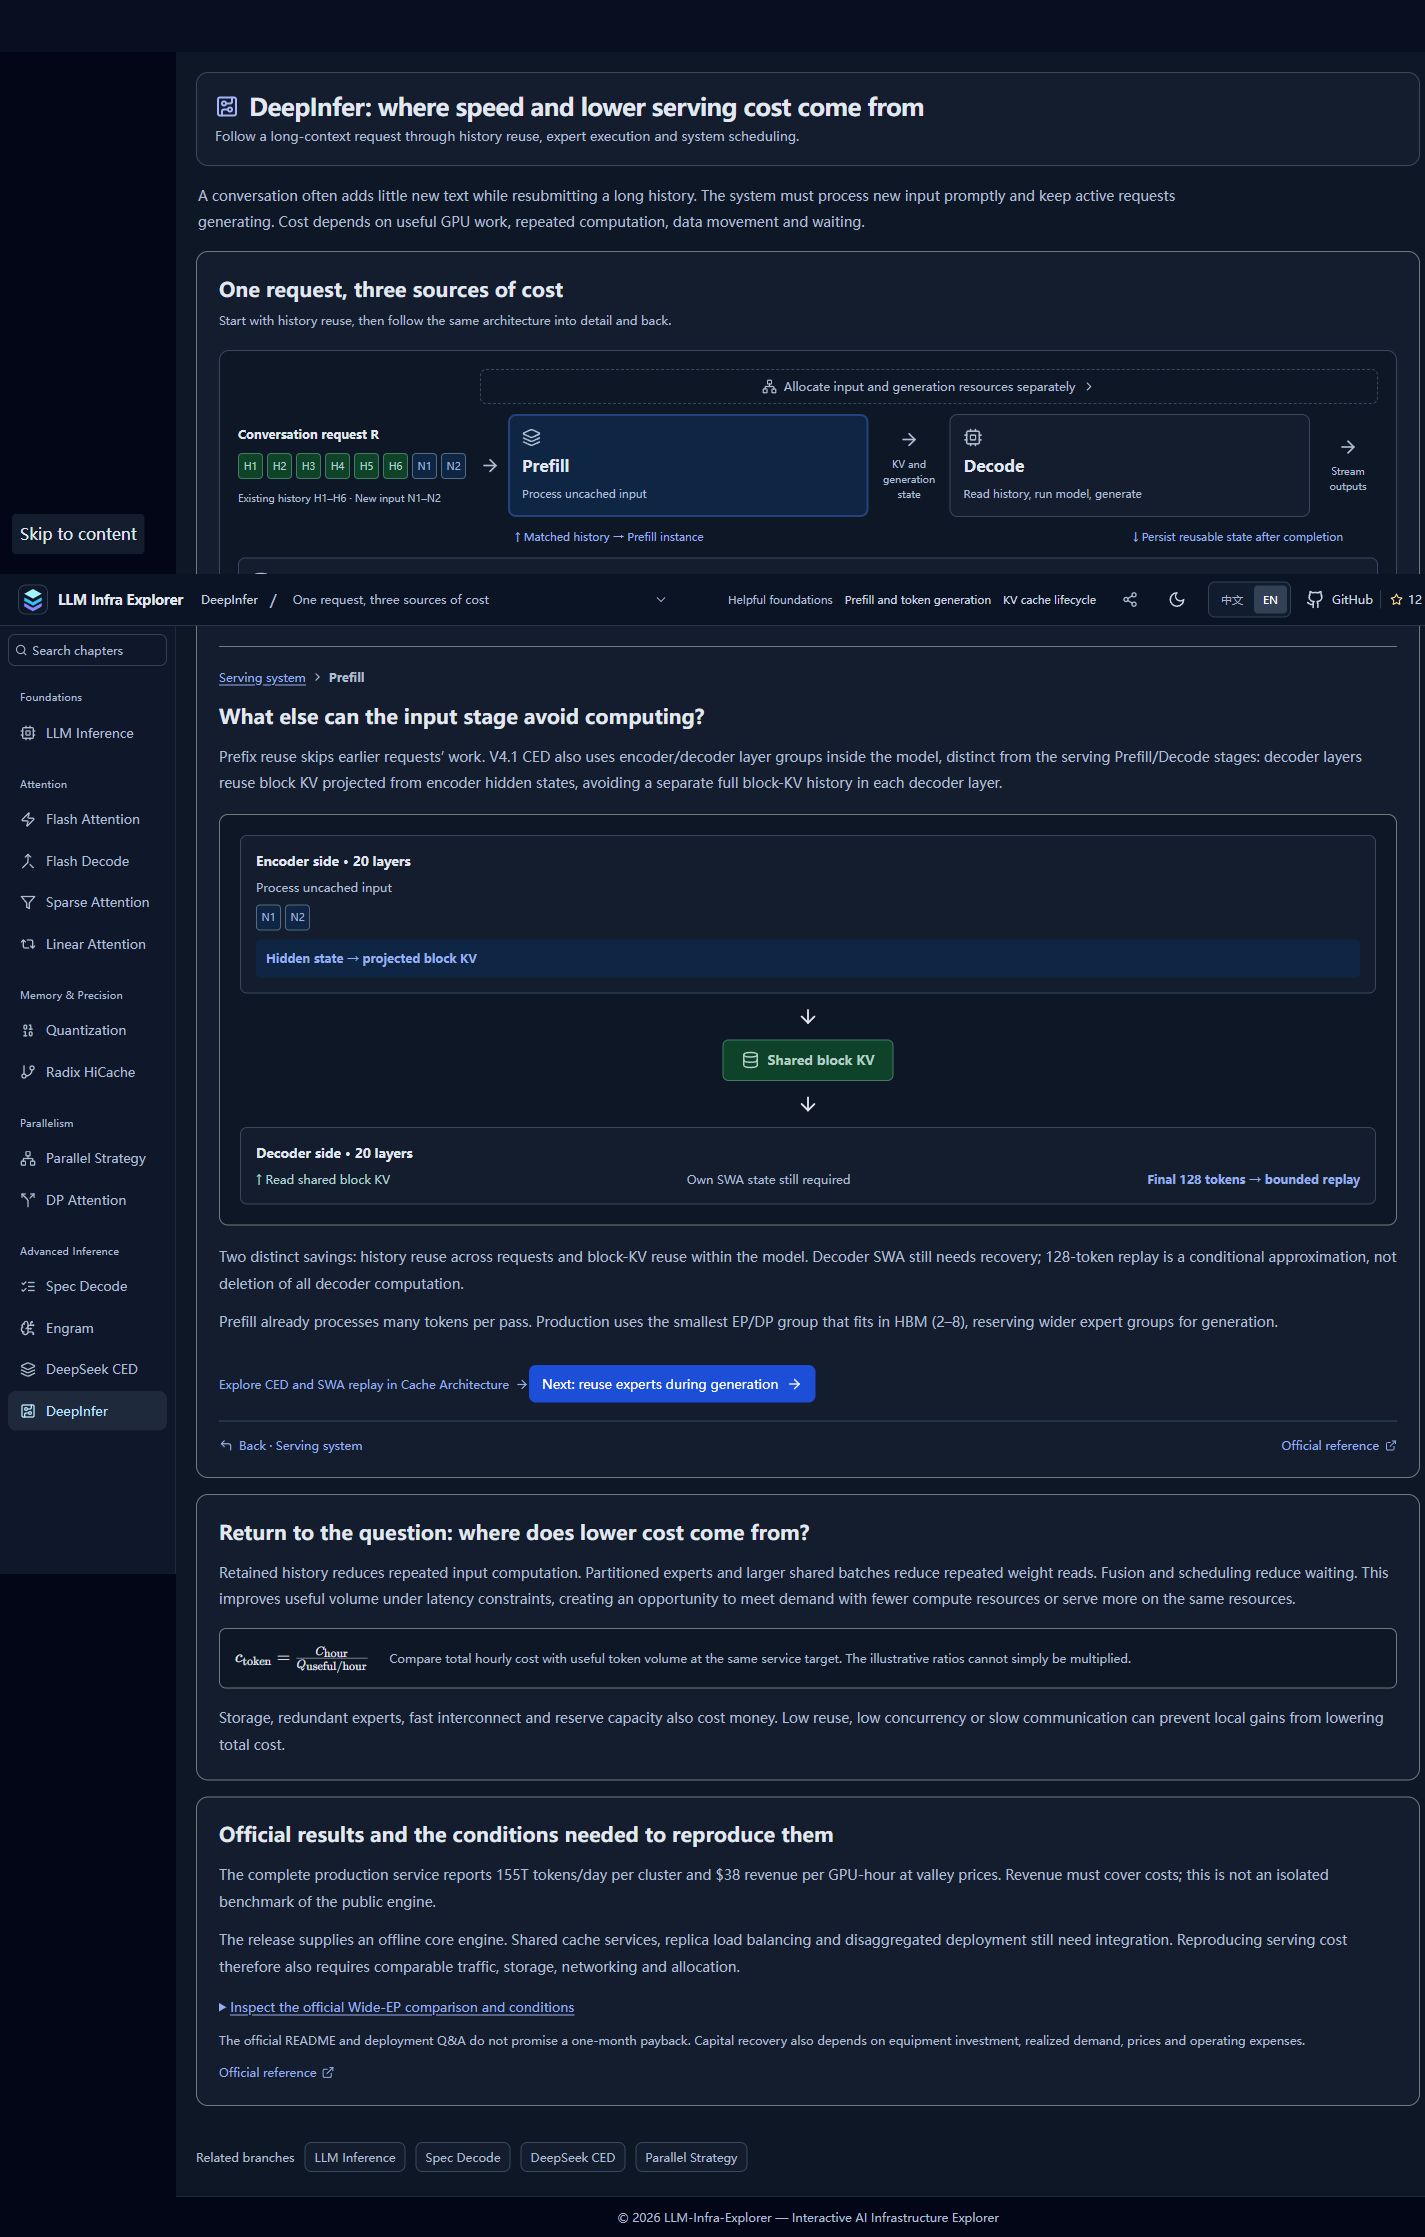 DeepInfer: where speed and lower serving cost come from
Follow a long-context request through history reuse, expert execution and system scheduling.
A conversation often adds little new text while resubmitting a long history. The system must process new input promptly and keep active requests
generating. Cost depends on useful GPU work, repeated computation, data movement and waiting.
One request, three sources of cost
Start with history reuse, then follow the same architecture into detail and back.
Allocate input and generation resources separately
Conversation request R
H1 H2 H3 H4 H5 H6 N1 N2
Existing history H1–H6 · New input N1–N2
Prefill
Process uncached input
KV and
generation
state
Decode
Read history, run model, generate
Stream
outputs
↑ Matched history → Prefill instance
↓ Persist reusable state after completion
Skip to content
LLM Infra Explorer
DeepInfer / One request, three sources of cost
Helpful foundations Prefill and token generation KV cache lifecycle
中文 EN
GitHub 12
Search chapters
Foundations
LLM Inference
Attention
Flash Attention
Flash Decode
Sparse Attention
Linear Attention
Memory & Precision
Quantization
Radix HiCache
Parallelism
Parallel Strategy
DP Attention
Advanced Inference
Spec Decode
Engram
DeepSeek CED
DeepInfer
Serving system > Prefill
What else can the input stage avoid computing?
Prefix reuse skips earlier requests’ work. V4.1 CED also uses encoder/decoder layer groups inside the model, distinct from the serving Prefill/Decode stages: decoder layers
reuse block KV projected from encoder hidden states, avoiding a separate full block-KV history in each decoder layer.
Encoder side • 20 layers
Process uncached input
N1 N2
Hidden state → projected block KV
Shared block KV
Decoder side • 20 layers
↑ Read shared block KV
Own SWA state still required
Final 128 tokens → bounded replay
Two distinct savings: history reuse across requests and block-KV reuse within the model. Decoder SWA still needs recovery; 128-token replay is a conditional approximation, not
deletion of all decoder computation.
Prefill already processes many tokens per pass. Production uses the smallest EP/DP group that fits in HBM (2–8), reserving wider expert groups for generation.
Explore CED and SWA replay in Cache Architecture →
Next: reuse experts during generation →
Back · Serving system
Official reference
Return to the question: where does lower cost come from?
Retained history reduces repeated input computation. Partitioned experts and larger shared batches reduce repeated weight reads. Fusion and scheduling reduce waiting. This
improves useful volume under latency constraints, creating an opportunity to meet demand with fewer compute resources or serve more on the same resources.
c_token = C_hour / Q_useful/hour
Compare total hourly cost with useful token volume at the same service target. The illustrative ratios cannot simply be multiplied.
Storage, redundant experts, fast interconnect and reserve capacity also cost money. Low reuse, low concurrency or slow communication can prevent local gains from lowering
total cost.
Official results and the conditions needed to reproduce them
The complete production service reports 155T tokens/day per cluster and $38 revenue per GPU-hour at valley prices. Revenue must cover costs; this is not an isolated
benchmark of the public engine.
The release supplies an offline core engine. Shared cache services, replica load balancing and disaggregated deployment still need integration. Reproducing serving cost
therefore also requires comparable traffic, storage, networking and allocation.
Inspect the official Wide-EP comparison and conditions
The official README and deployment Q&A do not promise a one-month payback. Capital recovery also depends on equipment investment, realized demand, prices and operating expenses.
Official reference
Related branches LLM Inference Spec Decode DeepSeek CED Parallel Strategy
© 2026 LLM-Infra-Explorer — Interactive AI Infrastructure Explorer